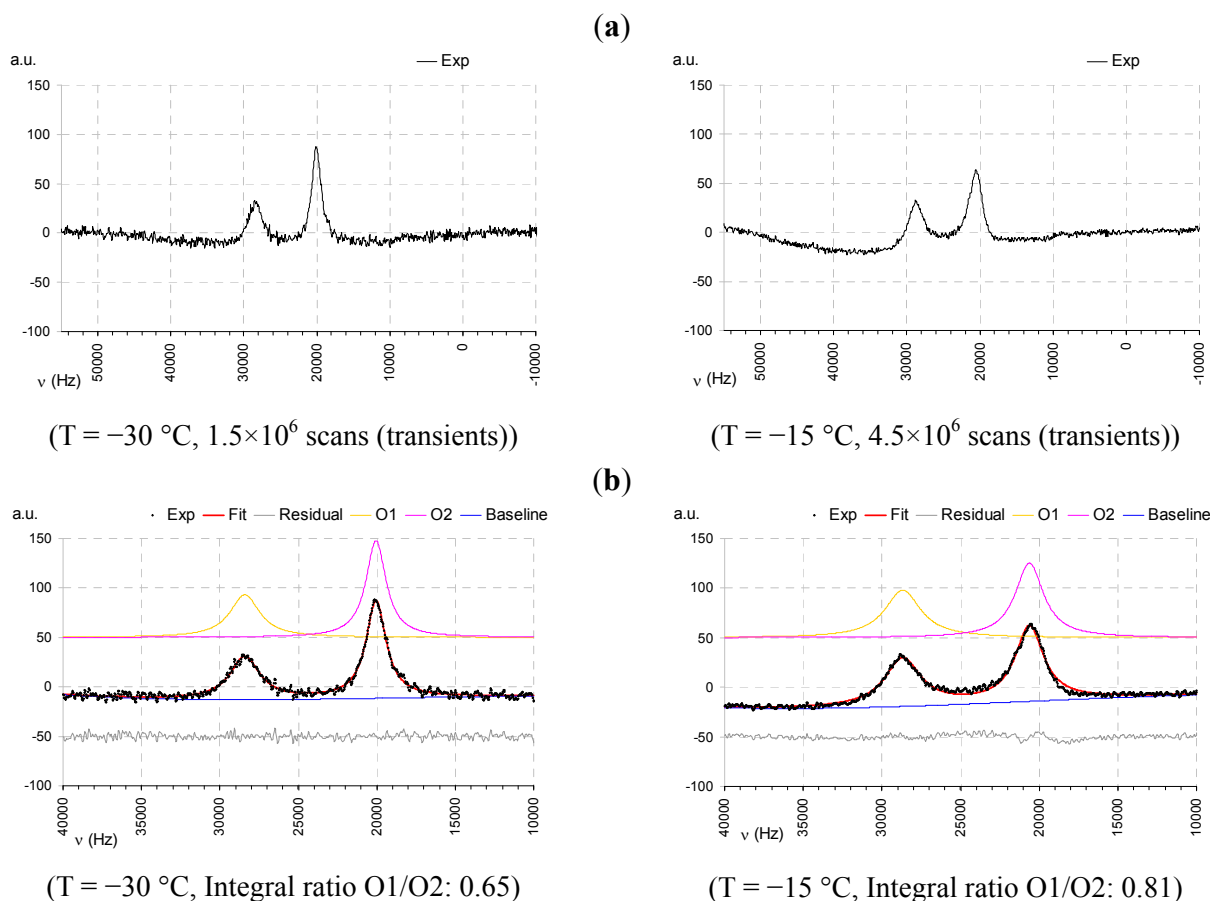 (a)
a.u.
— Exp
150
100
50
0
-50
-100
50000
40000
30000
20000
10000
0
-10000
ν (Hz)
(T = −30 °C, 1.5×10⁶ scans (transients))
a.u.
— Exp
150
100
50
0
-50
-100
50000
40000
30000
20000
10000
0
-10000
ν (Hz)
(T = −15 °C, 4.5×10⁶ scans (transients))
(b)
a.u.
Exp Fit Residual O1 O2 Baseline
150
100
50
0
-50
-100
40000
35000
30000
25000
20000
15000
10000
ν (Hz)
(T = −30 °C, Integral ratio O1/O2: 0.65)
a.u.
Exp Fit Residual O1 O2 Baseline
150
100
50
0
-50
-100
40000
35000
30000
25000
20000
15000
10000
ν (Hz)
(T = −15 °C, Integral ratio O1/O2: 0.81)